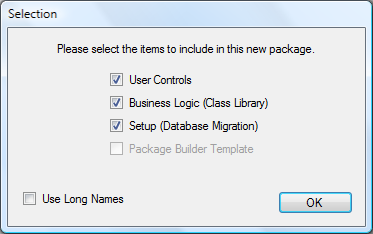 Selection
Please select the items to include in this new package.
User Controls
Business Logic (Class Library)
Setup (Database Migration)
Package Builder Template
Use Long Names
OK